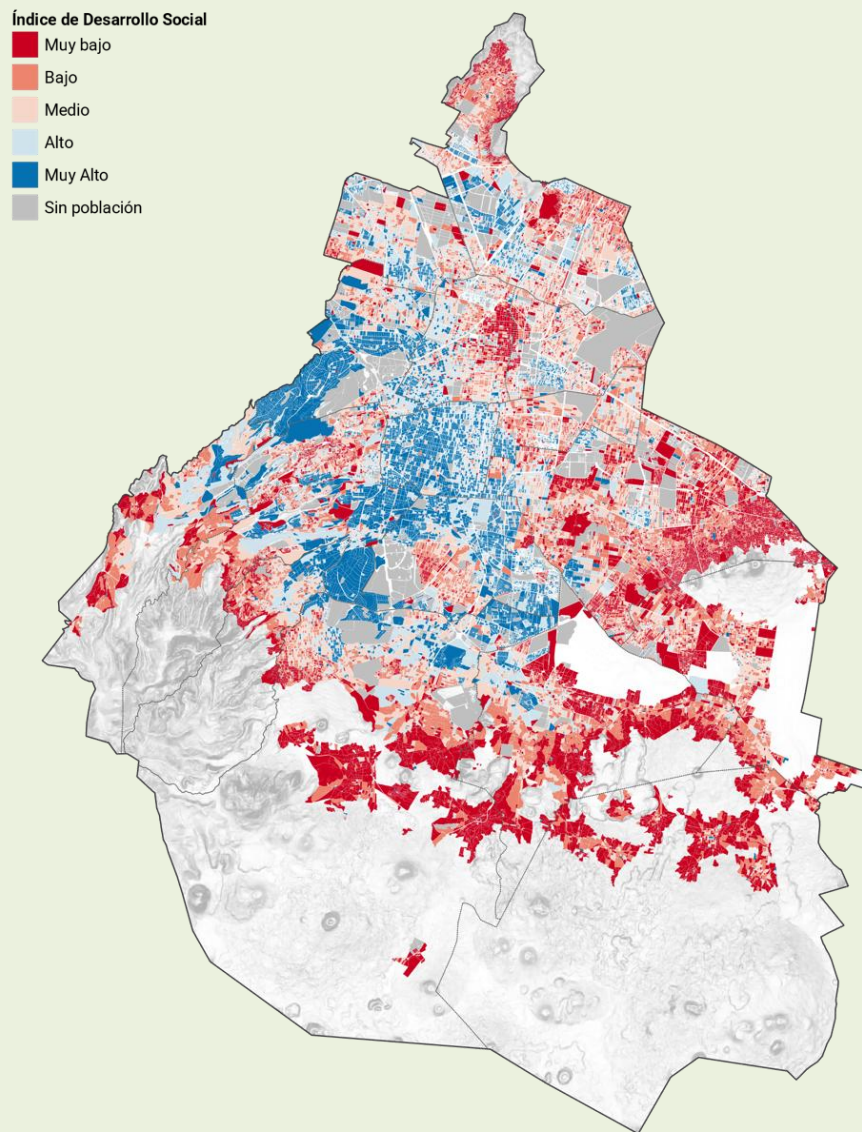 Índice de Desarrollo Social
Muy bajo
Bajo
Medio
Alto
Muy Alto
Sin población